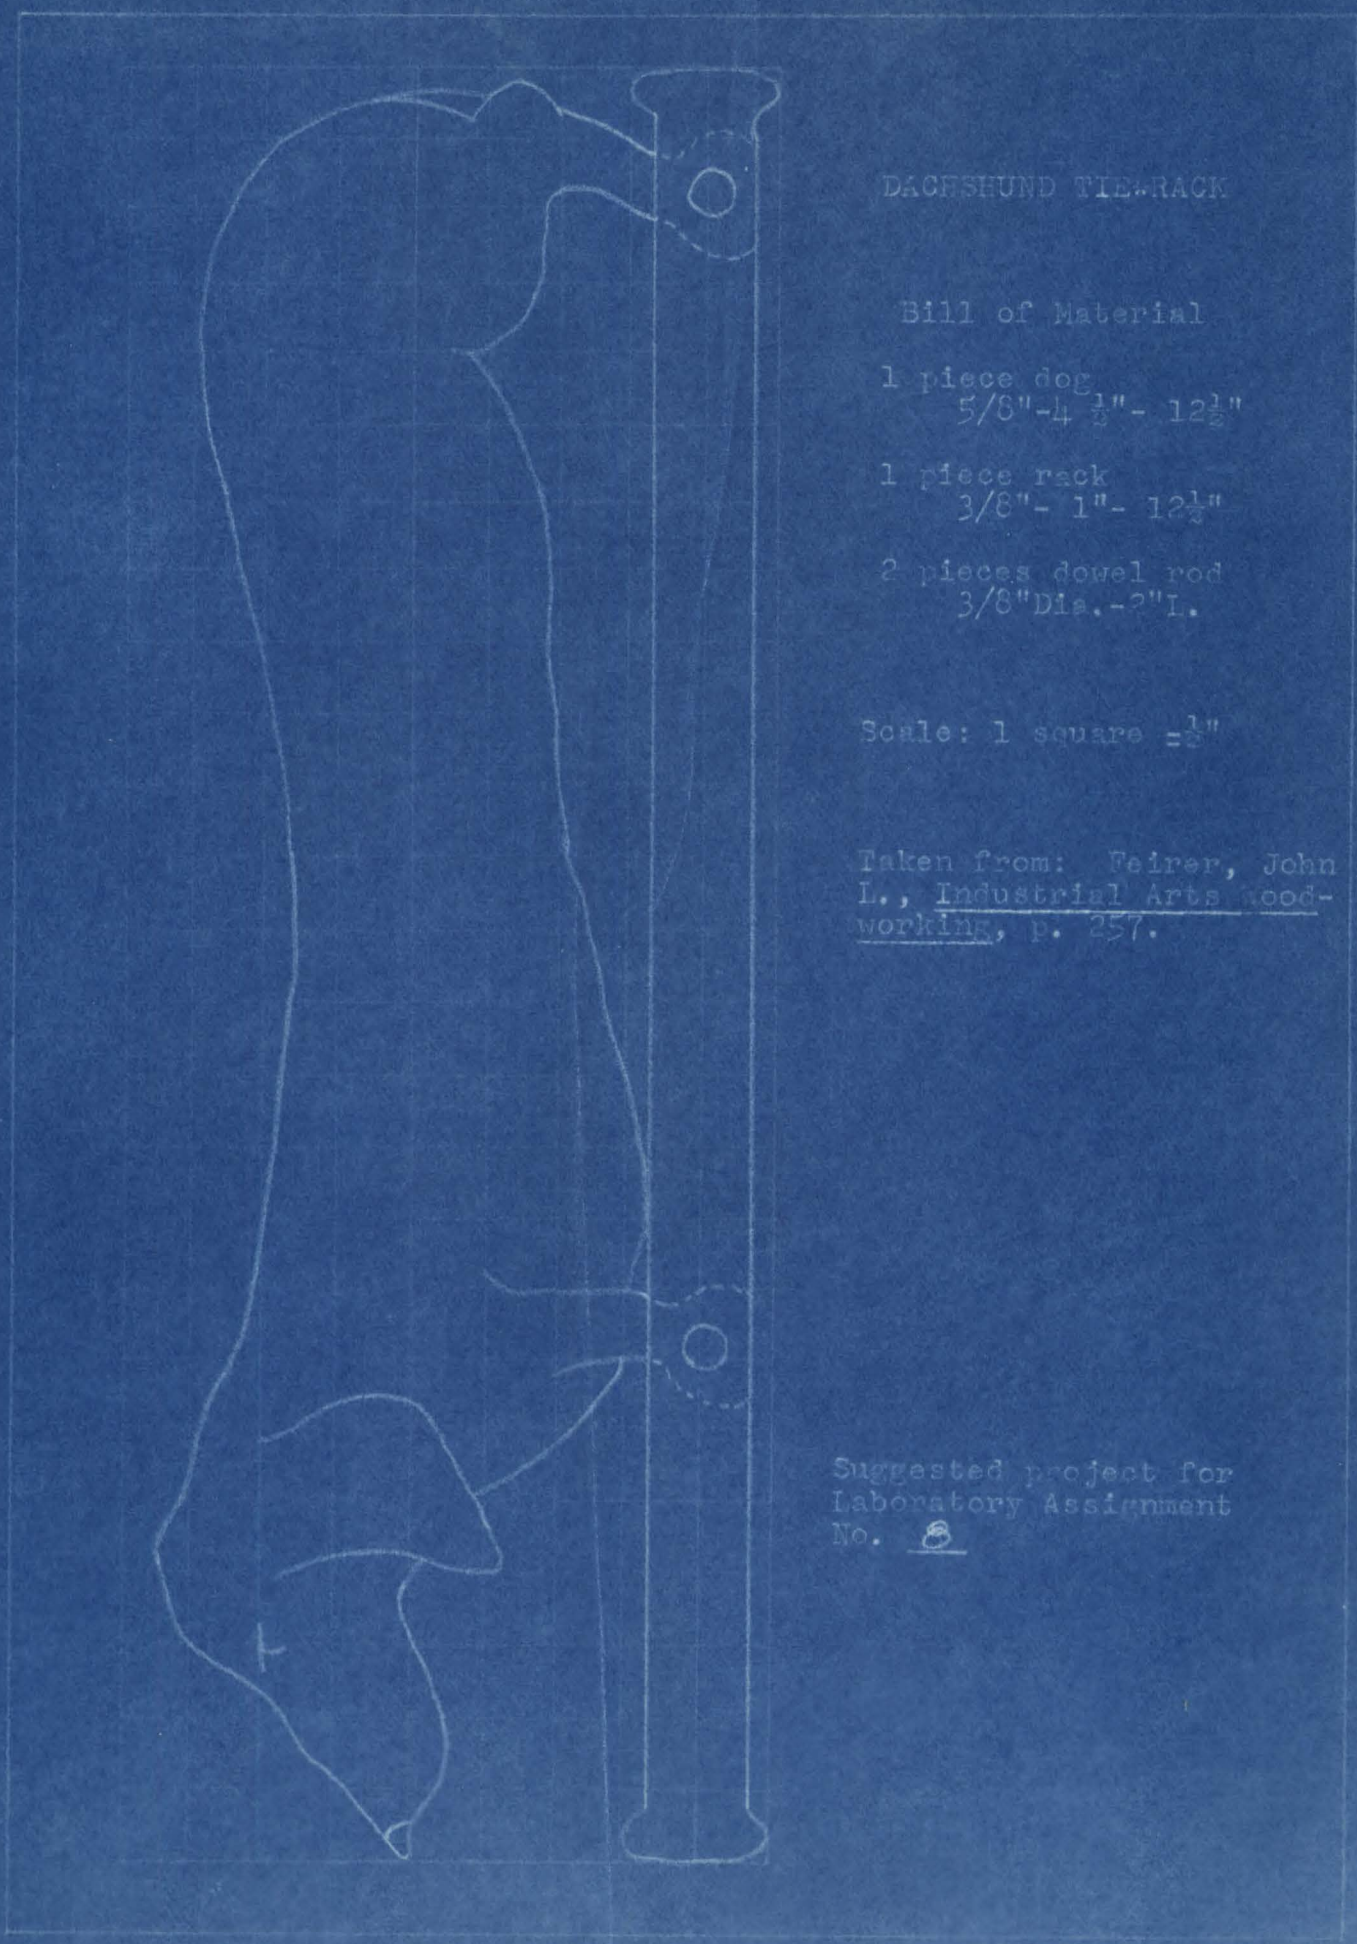 DACHSHUND TIE-RACK
Bill of Material
1 piece dog
5/8"-4 ½"- 12½"
1 piece rack
3/8"- 1"- 12½"
2 pieces dowel rod
3/8"Dia.-2"L.
Scale: 1 square =½"
Taken from: Feirer, John
L., Industrial Arts Wood-
working, p. 257.
Suggested project for
Laboratory Assignment
No. 8